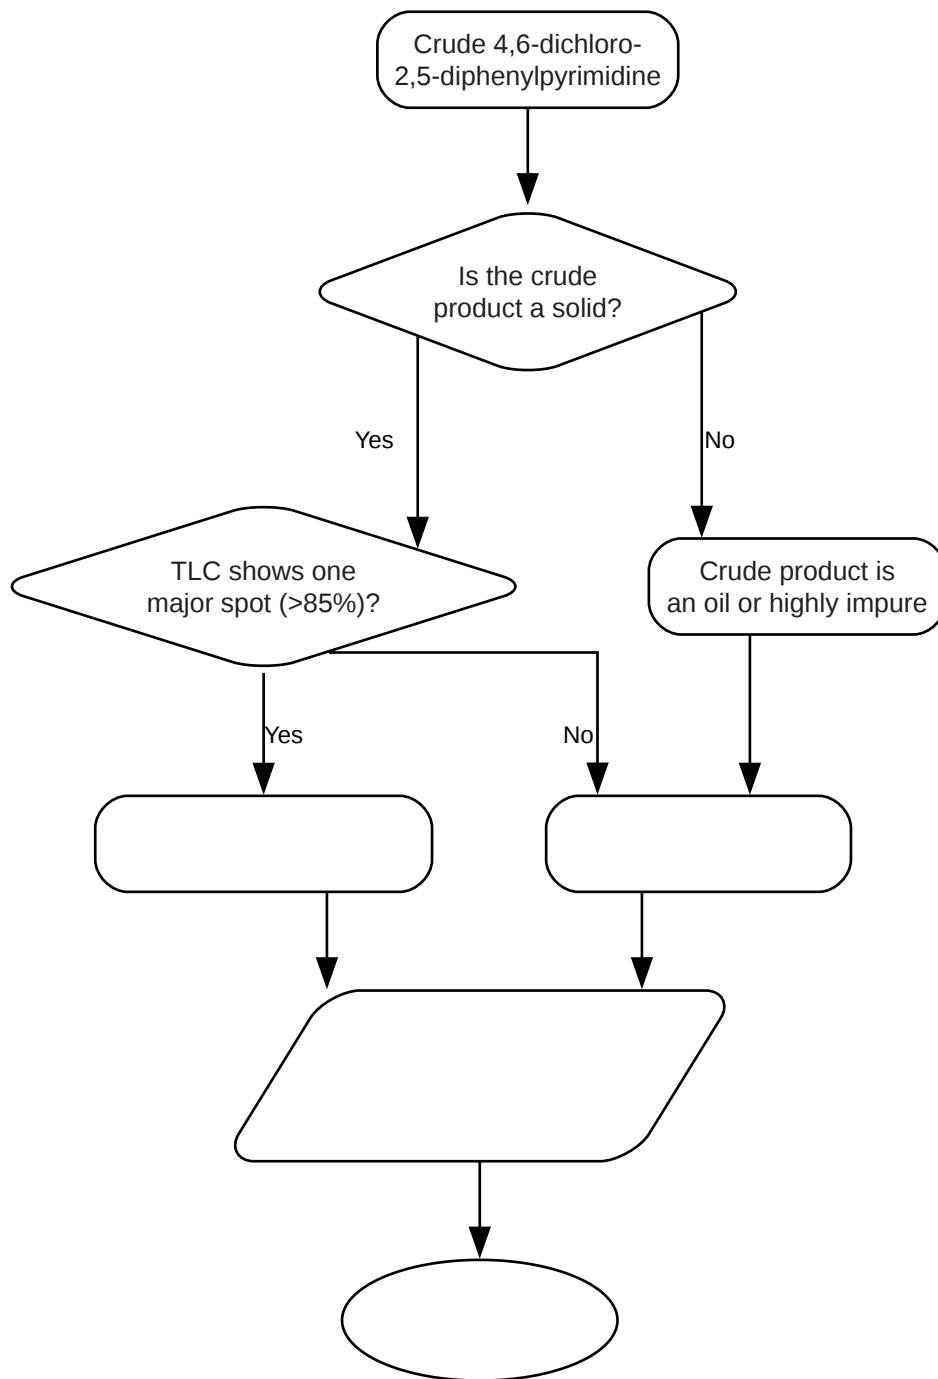 Crude 4,6-dichloro-
2,5-diphenylpyrimidine
Is the crude
product a solid?
Yes
No
TLC shows one
major spot (>85%)?
Crude product is
an oil or highly impure
Yes
No